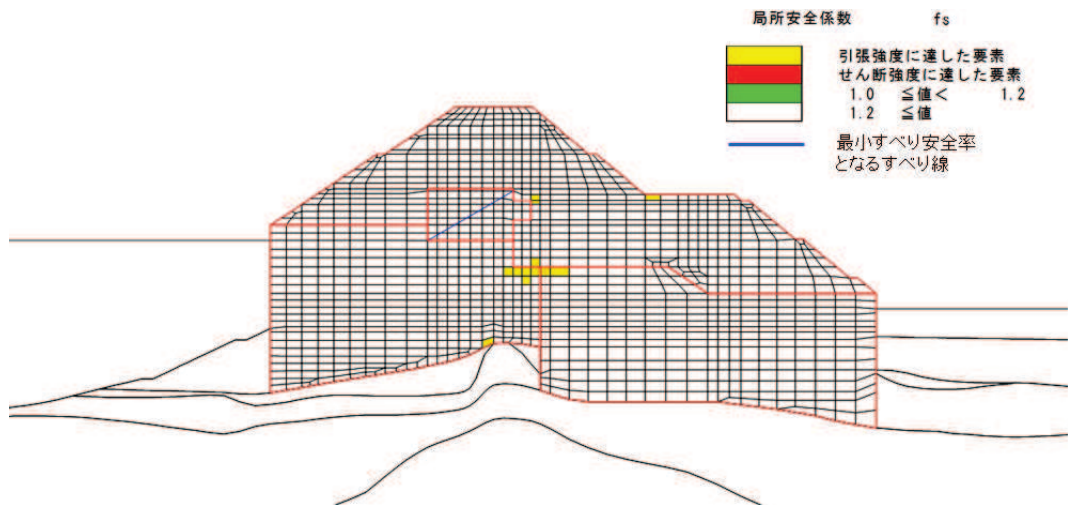 局所安全係数 fs
引張強度に達した要素
せん断強度に達した要素
1.0 ≦値< 1.2
1.2 ≦値
最小すべり安全率
となるすべり線